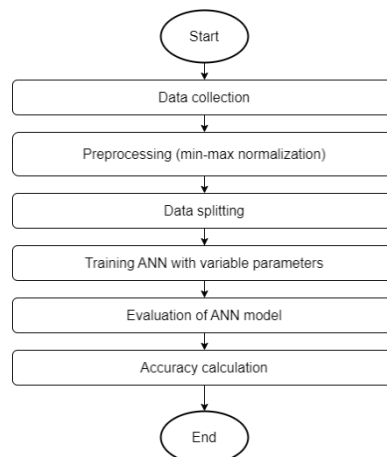 Start
Data collection
Preprocessing (min-max normalization)
Data splitting
Training ANN with variable parameters
Evaluation of ANN model
Accuracy calculation
End